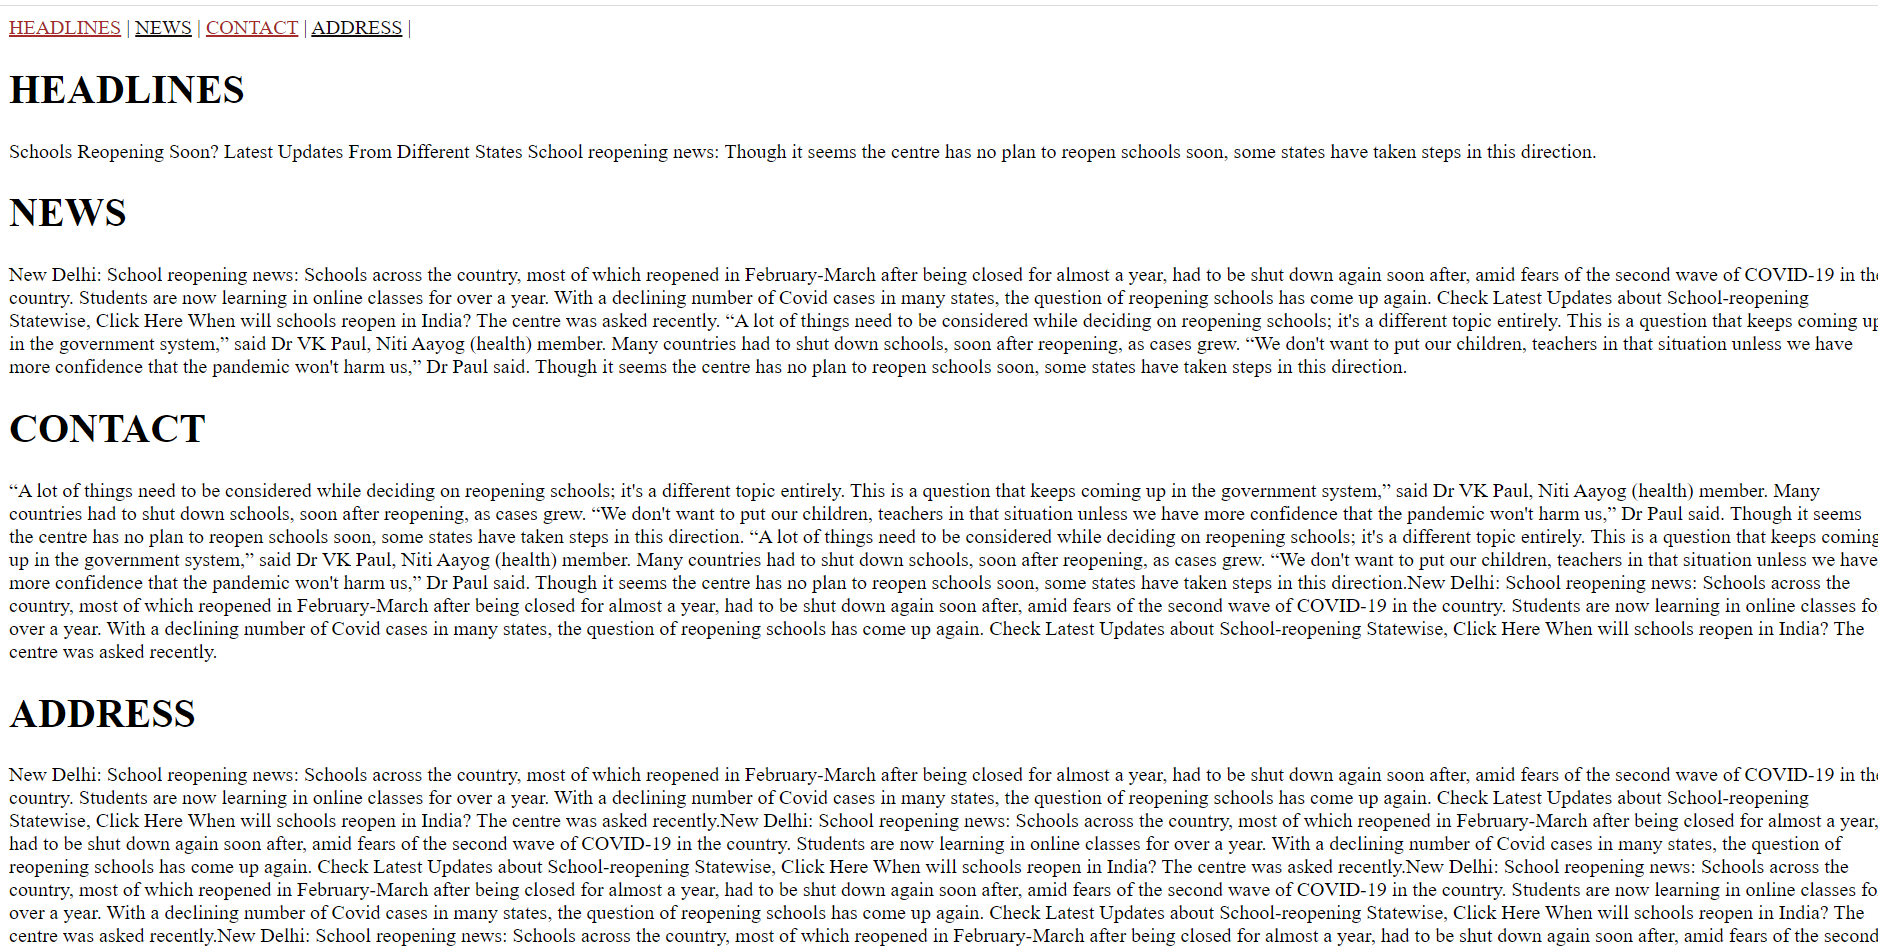 HEADLINES | NEWS | CONTACT | ADDRESS |
HEADLINES
Schools Reopening Soon? Latest Updates From Different States School reopening news: Though it seems the centre has no plan to reopen schools soon, some states have taken steps in this direction.
NEWS
New Delhi: School reopening news: Schools across the country, most of which reopened in February-March after being closed for almost a year, had to be shut down again soon after, amid fears of the second wave of COVID-19 in the
country. Students are now learning in online classes for over a year. With a declining number of Covid cases in many states, the question of reopening schools has come up again. Check Latest Updates about School-reopening
Statewise, Click Here When will schools reopen in India? The centre was asked recently. “A lot of things need to be considered while deciding on reopening schools; it's a different topic entirely. This is a question that keeps coming up
in the government system,” said Dr VK Paul, Niti Aayog (health) member. Many countries had to shut down schools, soon after reopening, as cases grew. “We don't want to put our children, teachers in that situation unless we have
more confidence that the pandemic won't harm us,” Dr Paul said. Though it seems the centre has no plan to reopen schools soon, some states have taken steps in this direction.
CONTACT
“A lot of things need to be considered while deciding on reopening schools; it's a different topic entirely. This is a question that keeps coming up in the government system,” said Dr VK Paul, Niti Aayog (health) member. Many
countries had to shut down schools, soon after reopening, as cases grew. “We don't want to put our children, teachers in that situation unless we have more confidence that the pandemic won't harm us,” Dr Paul said. Though it seems
the centre has no plan to reopen schools soon, some states have taken steps in this direction. “A lot of things need to be considered while deciding on reopening schools; it's a different topic entirely. This is a question that keeps coming
up in the government system,” said Dr VK Paul, Niti Aayog (health) member. Many countries had to shut down schools, soon after reopening, as cases grew. “We don't want to put our children, teachers in that situation unless we have
more confidence that the pandemic won't harm us,” Dr Paul said. Though it seems the centre has no plan to reopen schools soon, some states have taken steps in this direction.New Delhi: School reopening news: Schools across the
country, most of which reopened in February-March after being closed for almost a year, had to be shut down again soon after, amid fears of the second wave of COVID-19 in the country. Students are now learning in online classes fo
over a year. With a declining number of Covid cases in many states, the question of reopening schools has come up again. Check Latest Updates about School-reopening Statewise, Click Here When will schools reopen in India? The
centre was asked recently.
ADDRESS
New Delhi: School reopening news: Schools across the country, most of which reopened in February-March after being closed for almost a year, had to be shut down again soon after, amid fears of the second wave of COVID-19 in the
country. Students are now learning in online classes for over a year. With a declining number of Covid cases in many states, the question of reopening schools has come up again. Check Latest Updates about School-reopening
Statewise, Click Here When will schools reopen in India? The centre was asked recently.New Delhi: School reopening news: Schools across the country, most of which reopened in February-March after being closed for almost a year,
had to be shut down again soon after, amid fears of the second wave of COVID-19 in the country. Students are now learning in online classes for over a year. With a declining number of Covid cases in many states, the question of
reopening schools has come up again. Check Latest Updates about School-reopening Statewise, Click Here When will schools reopen in India? The centre was asked recently.New Delhi: School reopening news: Schools across the
country, most of which reopened in February-March after being closed for almost a year, had to be shut down again soon after, amid fears of the second wave of COVID-19 in the country. Students are now learning in online classes fo
over a year. With a declining number of Covid cases in many states, the question of reopening schools has come up again. Check Latest Updates about School-reopening Statewise, Click Here When will schools reopen in India? The
centre was asked recently.New Delhi: School reopening news: Schools across the country, most of which reopened in February-March after being closed for almost a year, had to be shut down again soon after, amid fears of the second